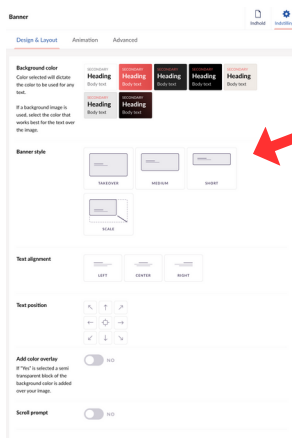 Banner
Indhold
Indstillinger
Design & Layout Animation Advanced
Background color
Color selected will dictate
the color to be used for any
text.
If a background image is
used, select the color that
works best for the text over
the image.
SECONDARY SECONDARY SECONDARY SECONDARY SECONDARY
Heading Heading Heading Heading Heading
Body text Body text Body text Body text Body text
SECONDARY SECONDARY
Heading Heading
Body text Body text
Banner style
TAKEOVER MEDIUM SHORT
SCALE
Text alignment
LEFT CENTER RIGHT
Text position
Add color overlay
NO
If "Yes" is selected a semi
transparent block of the
background color is added
over your image.
Scroll prompt
NO